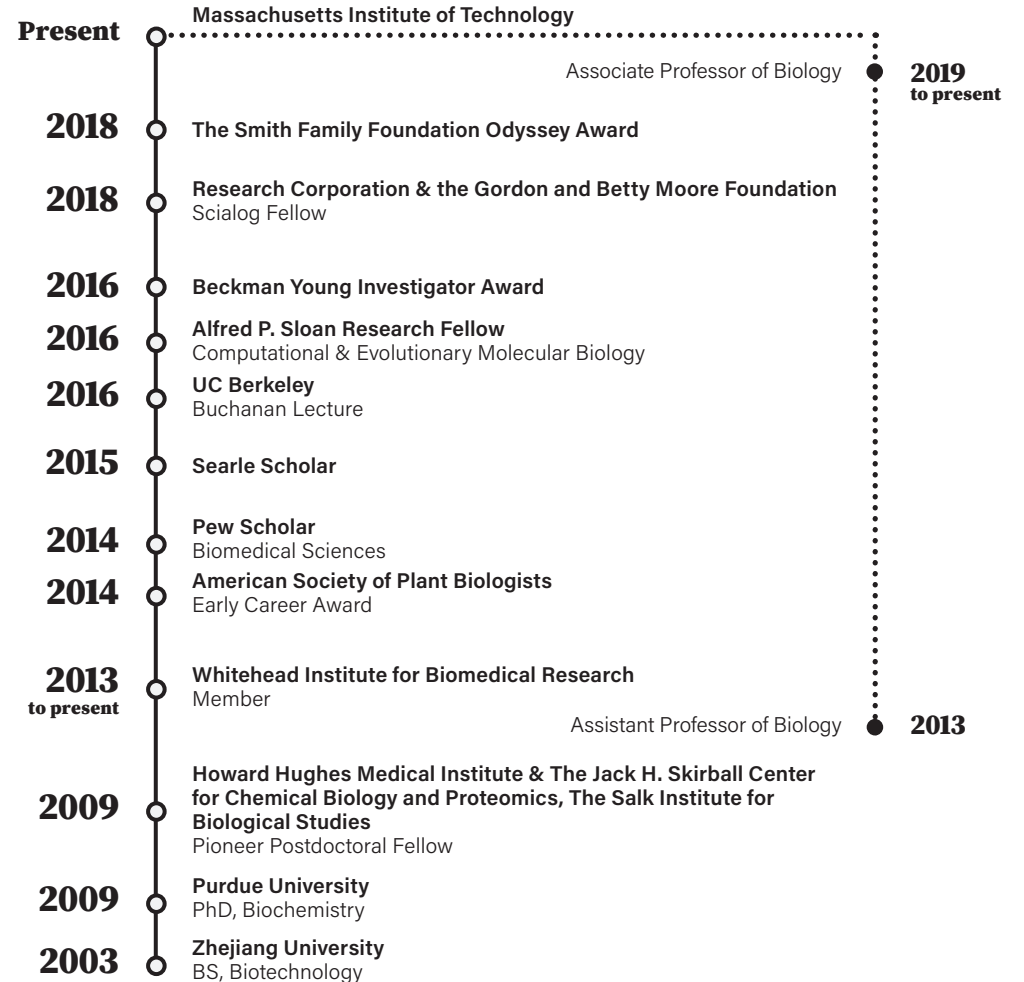 Present
Massachusetts Institute of Technology
Associate Professor of Biology
2019
to present
2018
The Smith Family Foundation Odyssey Award
2018
Research Corporation & the Gordon and Betty Moore Foundation
Scialog Fellow
2016
Beckman Young Investigator Award
2016
Alfred P. Sloan Research Fellow
Computational & Evolutionary Molecular Biology
2016
UC Berkeley
Buchanan Lecture
2015
Searle Scholar
2014
Pew Scholar
Biomedical Sciences
2014
American Society of Plant Biologists
Early Career Award
2013
to present
Whitehead Institute for Biomedical Research
Member
Assistant Professor of Biology
2013
2009
Howard Hughes Medical Institute & The Jack H. Skirball Center
for Chemical Biology and Proteomics, The Salk Institute for
Biological Studies
Pioneer Postdoctoral Fellow
2009
Purdue University
PhD, Biochemistry
2003
Zhejiang University
BS, Biotechnology